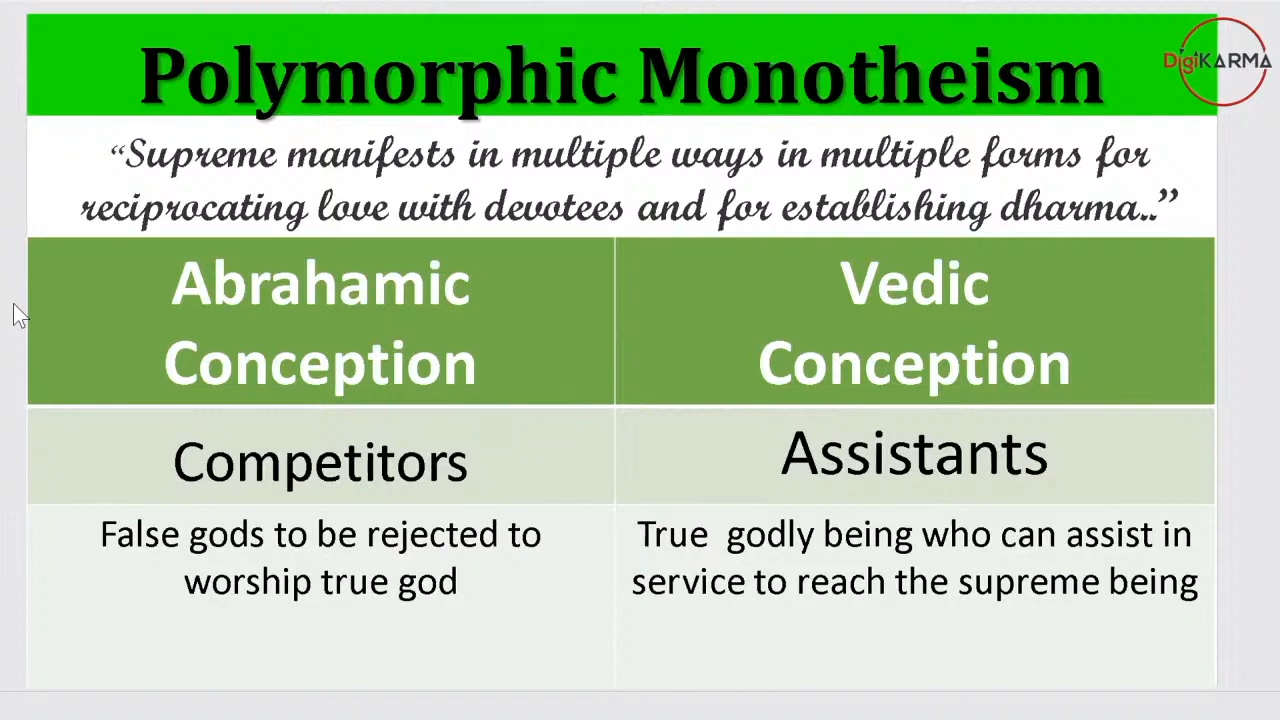 Polymorphic Monotheism
DigiKARMA
“Supreme manifests in multiple ways in multiple forms for
reciprocating love with devotees and for establishing dharma..”
Abrahamic
Conception
Vedic
Conception
Competitors
Assistants
False gods to be rejected to
worship true god
True godly being who can assist in
service to reach the supreme being